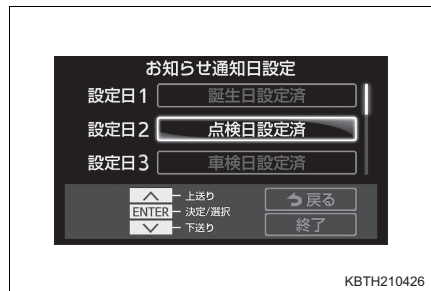 お知らせ通知日設定
設定日1 誕生日設定済
設定日2 点検日設定済
設定日3 車検日設定済
上送り
ENTER 決定/選択
下送り
戻る
終了
KBTH210426